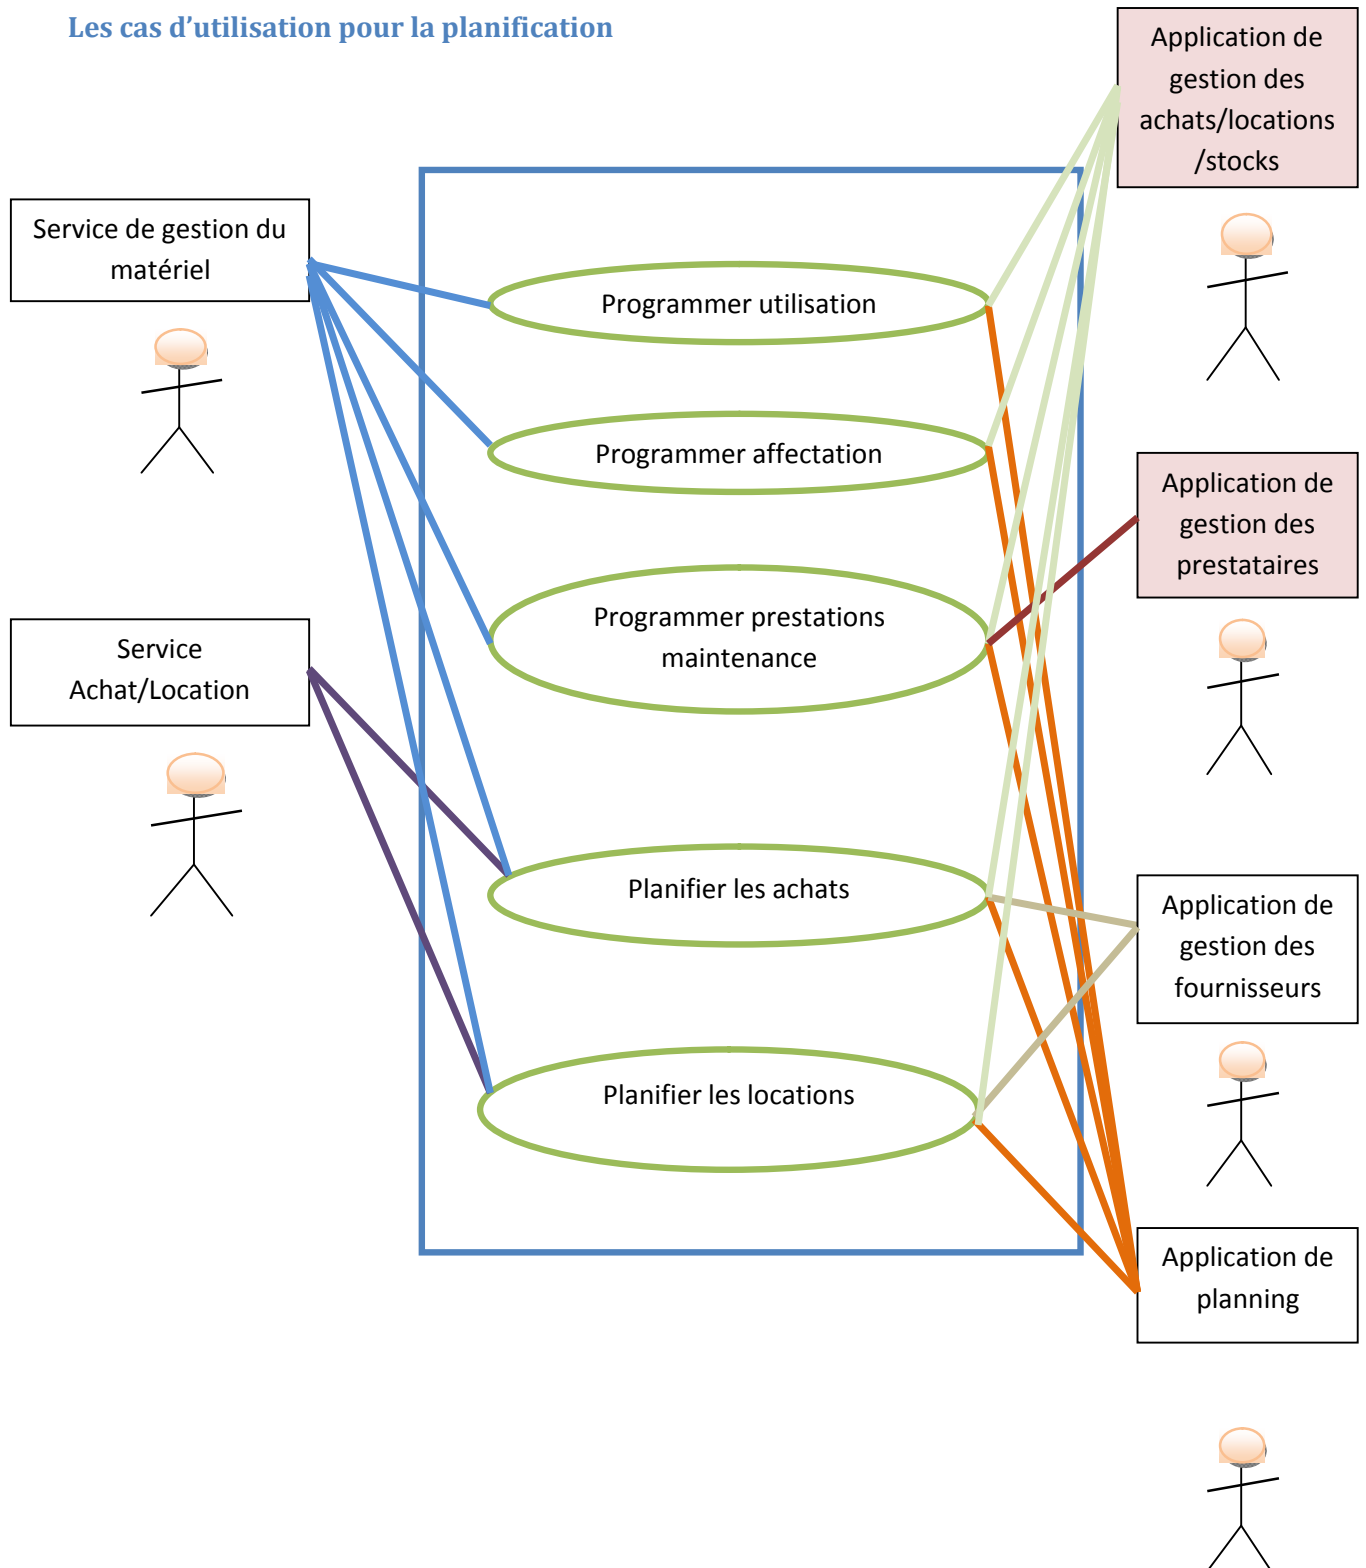 Les cas d’utilisation pour la planification
Application de
gestion des
achats/locations
/stocks
Service de gestion du
matériel
Programmer utilisation
Programmer affectation
Application de
gestion des
prestataires
Programmer prestations
maintenance
Service
Achat/Location
Planifier les achats
Application de
gestion des
fournisseurs
Planifier les locations
Application de
planning